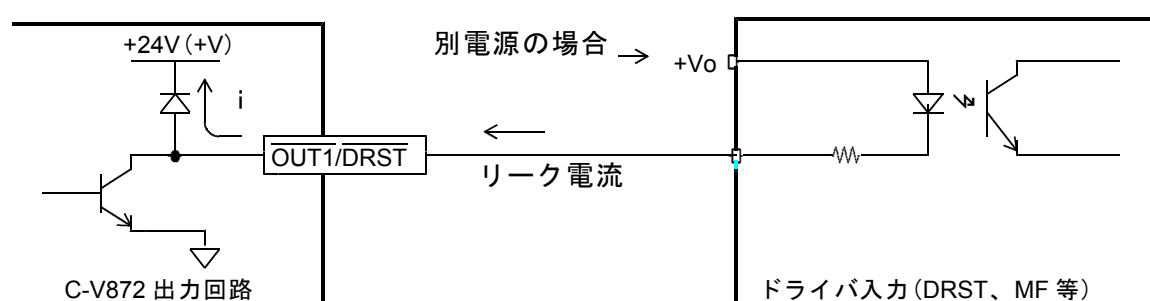 +24V(+V)
別電源の場合
+Vo
i
OUT1/DRST
リーク電流
C-V872 出力回路
ドライバ入力(DRST、MF 等)